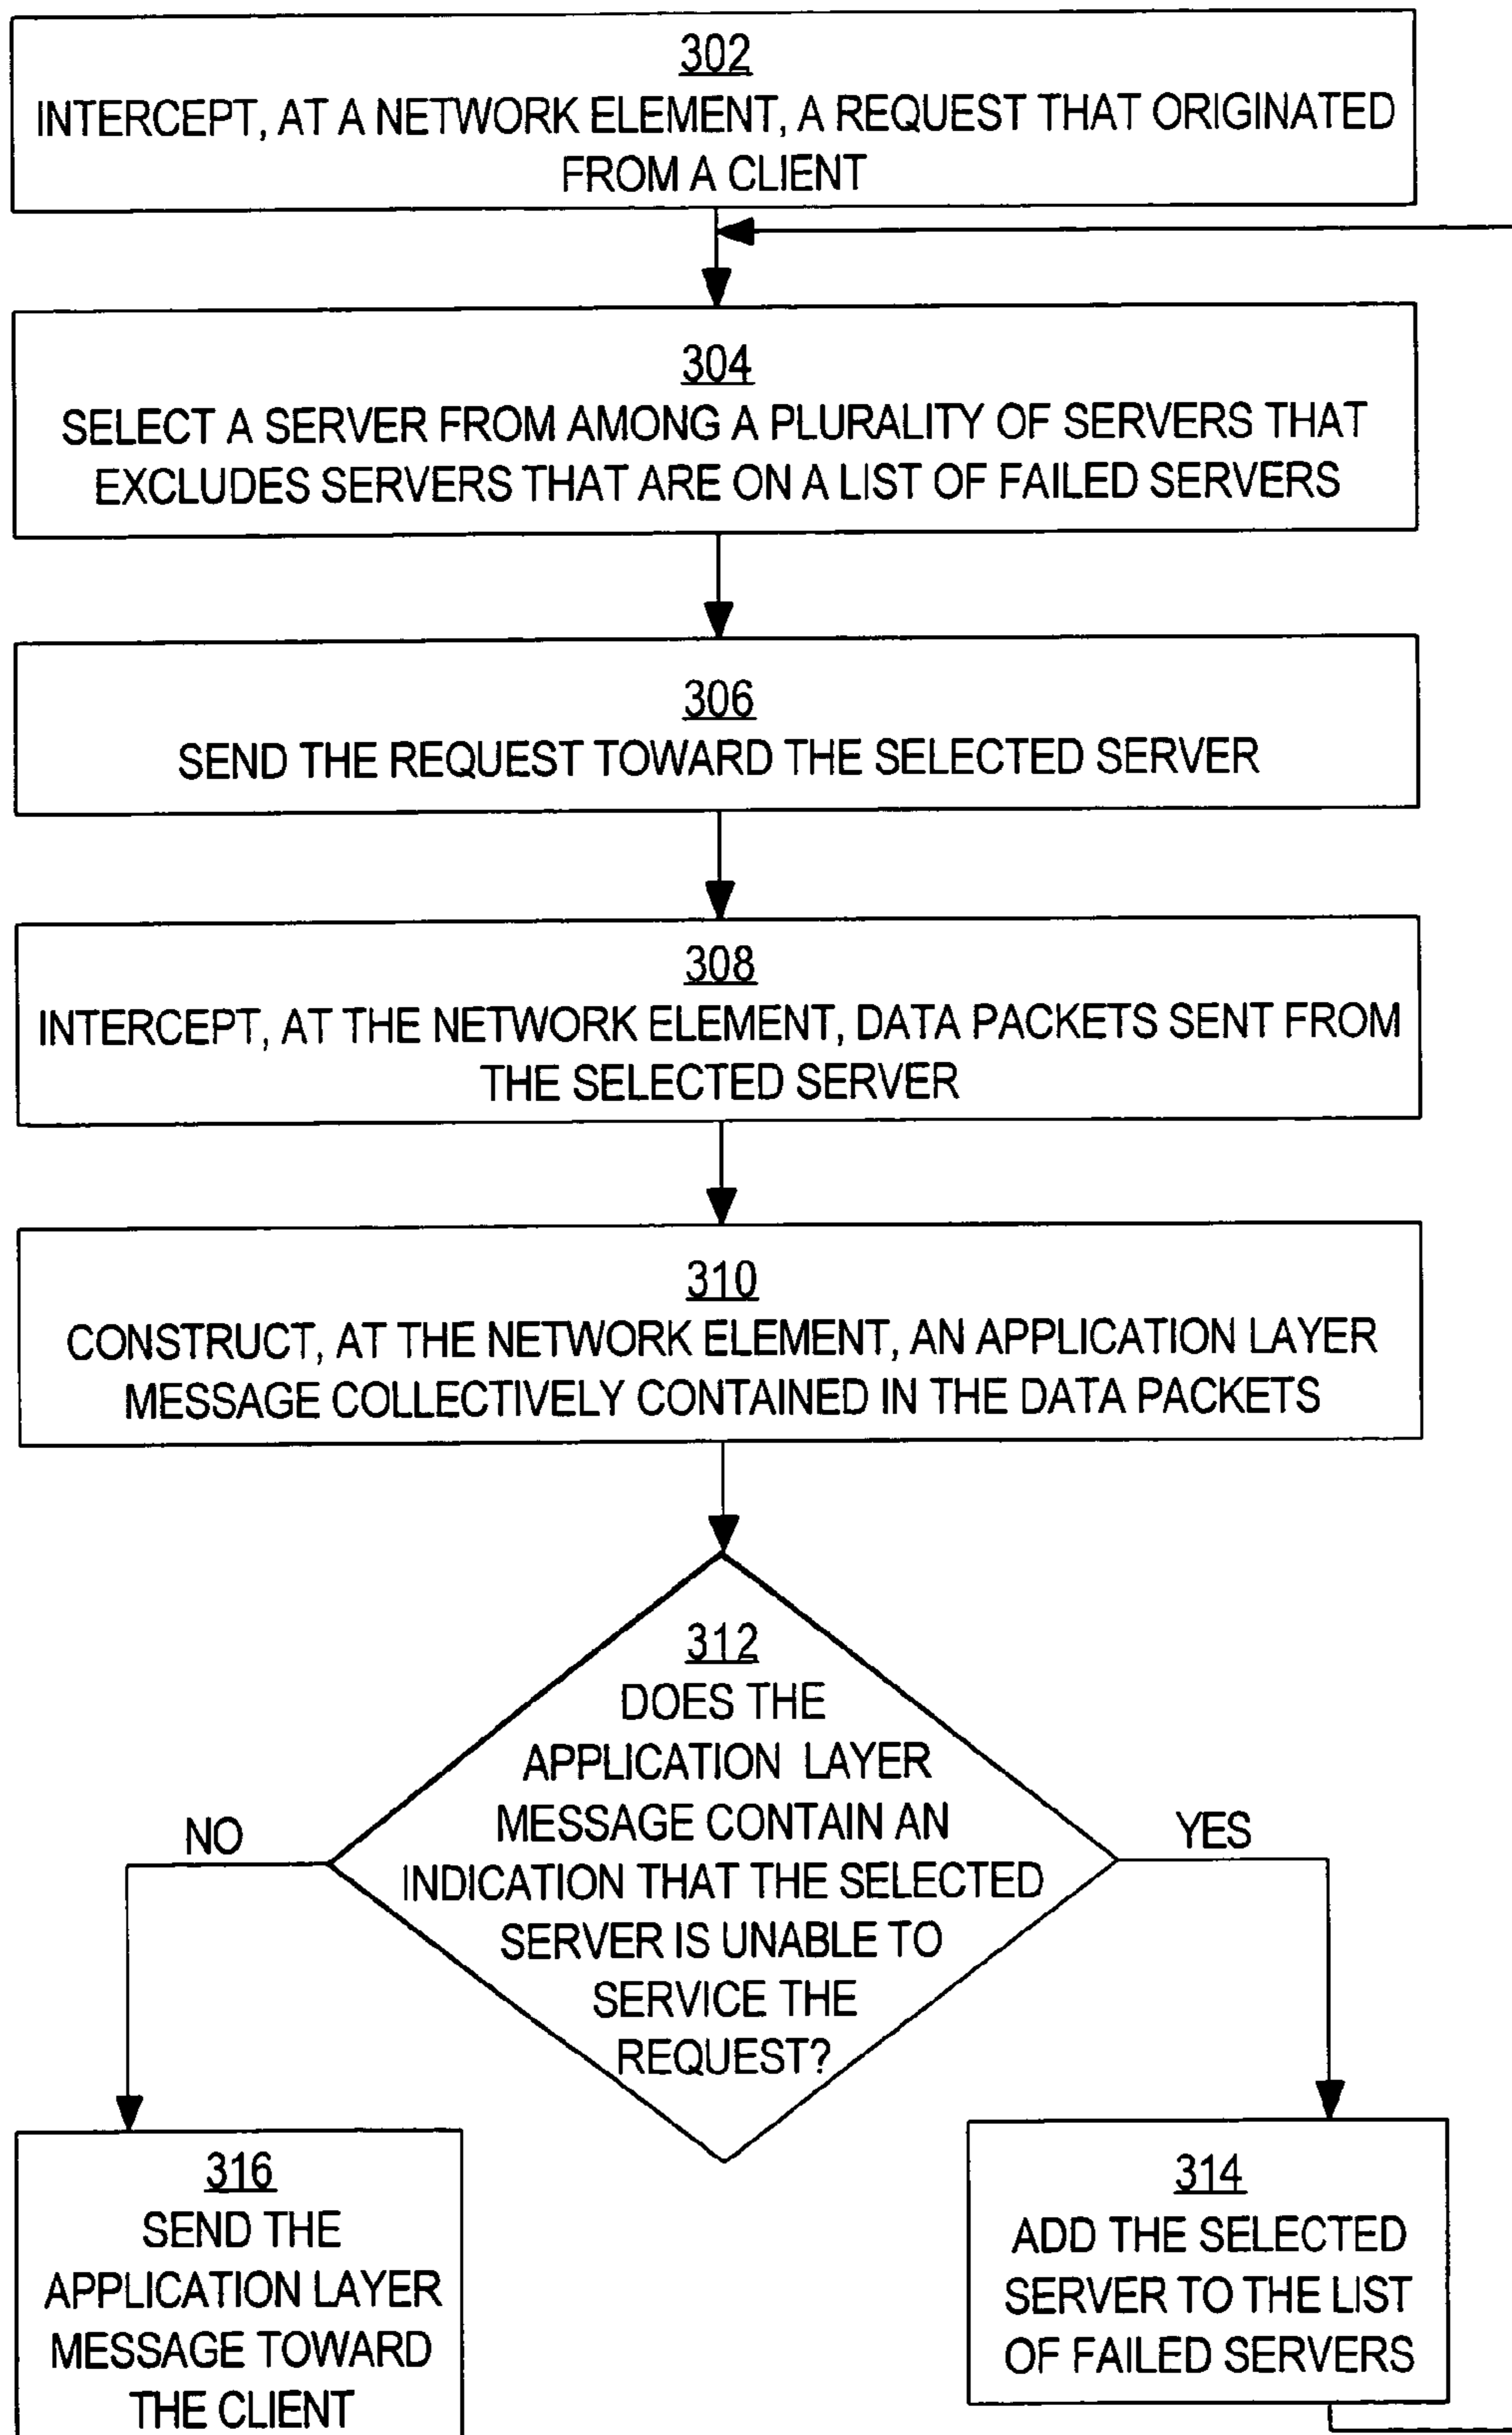 302
INTERCEPT, AT A NETWORK ELEMENT, A REQUEST THAT ORIGINATED
FROM A CLIENT
304
SELECT A SERVER FROM AMONG A PLURALITY OF SERVERS THAT
EXCLUDES SERVERS THAT ARE ON A LIST OF FAILED SERVERS
306
SEND THE REQUEST TOWARD THE SELECTED SERVER
308
INTERCEPT, AT THE NETWORK ELEMENT, DATA PACKETS SENT FROM
THE SELECTED SERVER
310
CONSTRUCT, AT THE NETWORK ELEMENT, AN APPLICATION LAYER
MESSAGE COLLECTIVELY CONTAINED IN THE DATA PACKETS
312
DOES THE
APPLICATION LAYER
MESSAGE CONTAIN AN
INDICATION THAT THE SELECTED
SERVER IS UNABLE TO
SERVICE THE
REQUEST?
NO
YES
316
SEND THE
APPLICATION LAYER
MESSAGE TOWARD
THE CLIENT
314
ADD THE SELECTED
SERVER TO THE LIST
OF FAILED SERVERS